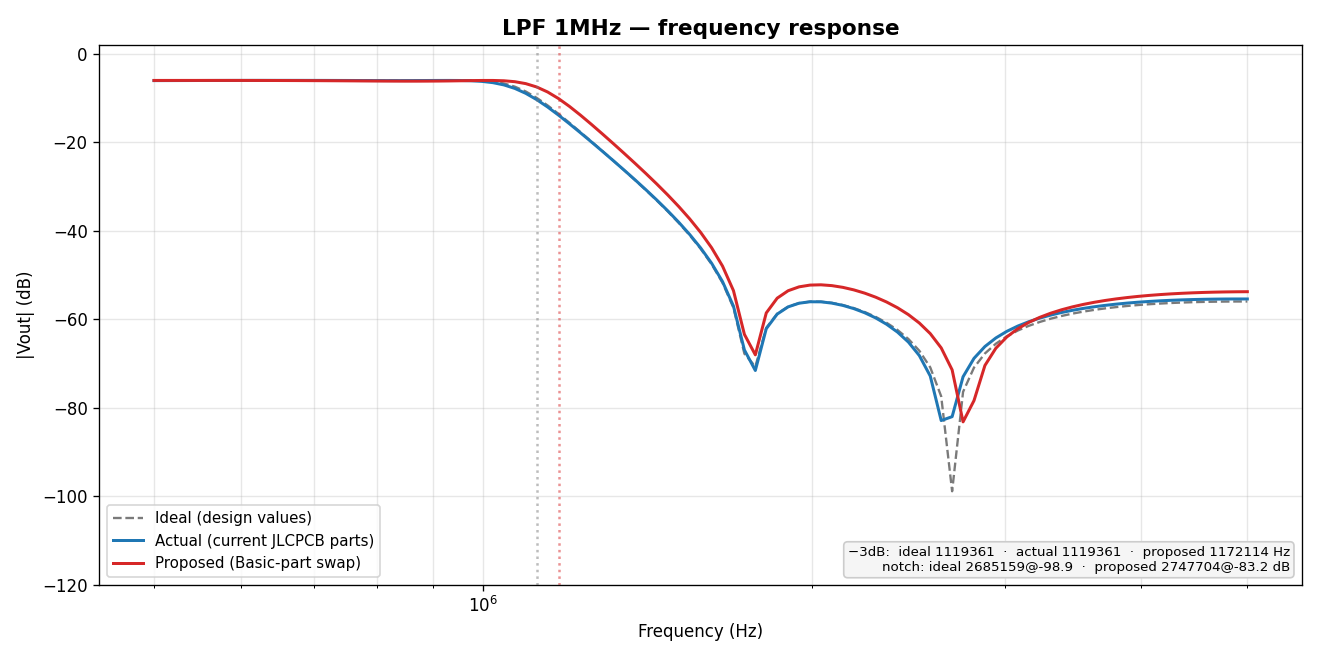 LPF 1MHz — frequency response
|Vout| (dB)
0
−20
−40
−60
−80
−100
−120
10⁶
Frequency (Hz)
Ideal (design values)
Actual (current JLCPCB parts)
Proposed (Basic-part swap)
−3dB:  ideal 1119361  ·  actual 1119361  ·  proposed 1172114 Hz
notch: ideal 2685159@-98.9  ·  proposed 2747704@-83.2 dB